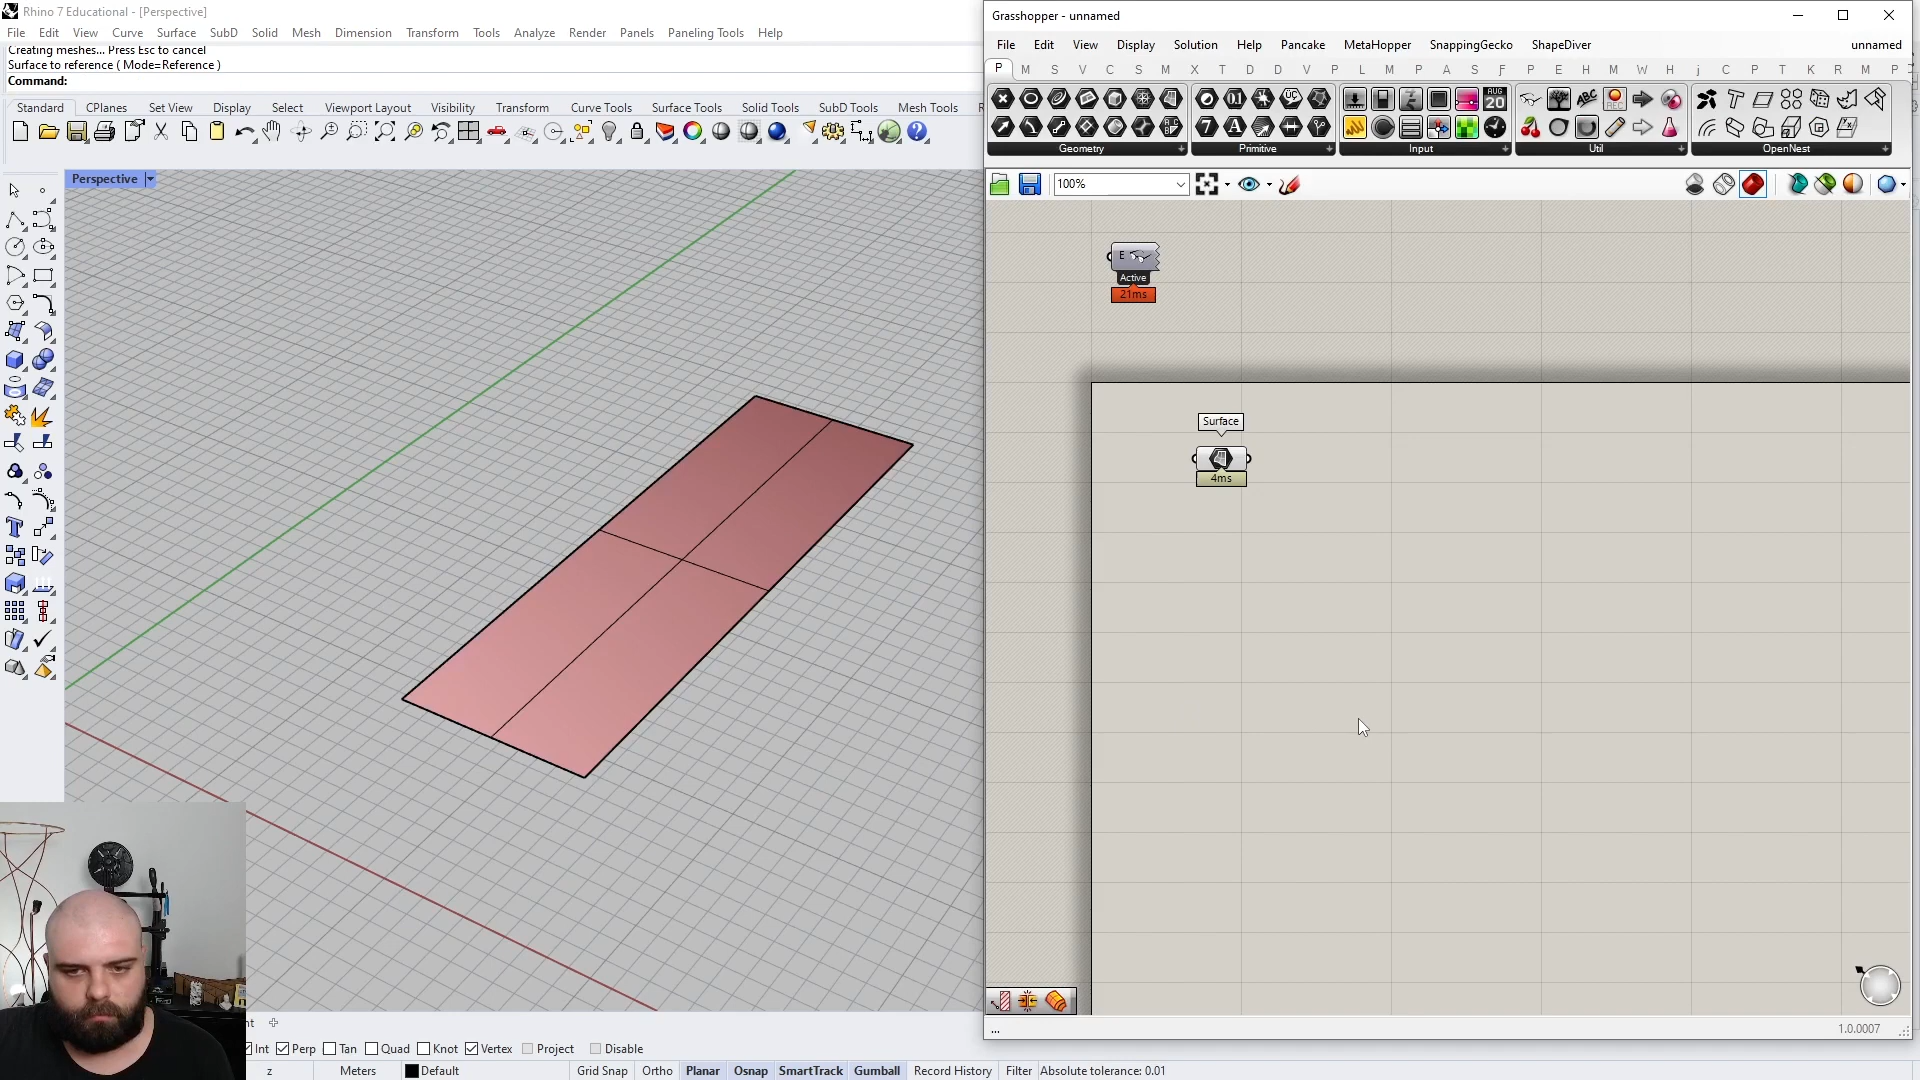 Rhino 7 Educational - [Perspective]
File Edit View Curve Surface SubD Solid Mesh Dimension Transform Tools Analyze Render Panels Paneling Tools Help
Creating meshes... Press Esc to cancel
Surface to reference ( Mode=Reference )
Command:
Standard CPlanes Set View Display Select Viewport Layout Visibility Transform Curve Tools Surface Tools Solid Tools SubD Tools Mesh Tools
Perspective
Int Perp Tan Quad Knot Vertex Project Disable
z Meters Default Grid Snap Ortho Planar Osnap SmartTrack Gumball Record History Filter Absolute tolerance: 0.01
Grasshopper - unnamed
File Edit View Display Solution Help Pancake MetaHopper SnappingGecko ShapeDiver unnamed
P M S V C S M X T D D V P L M P A S F P E H M W H j C P T K R M P
Geometry Primitive Input Util OpenNest
100%
E
Active
21ms
Surface
4ms
...
1.0.0007